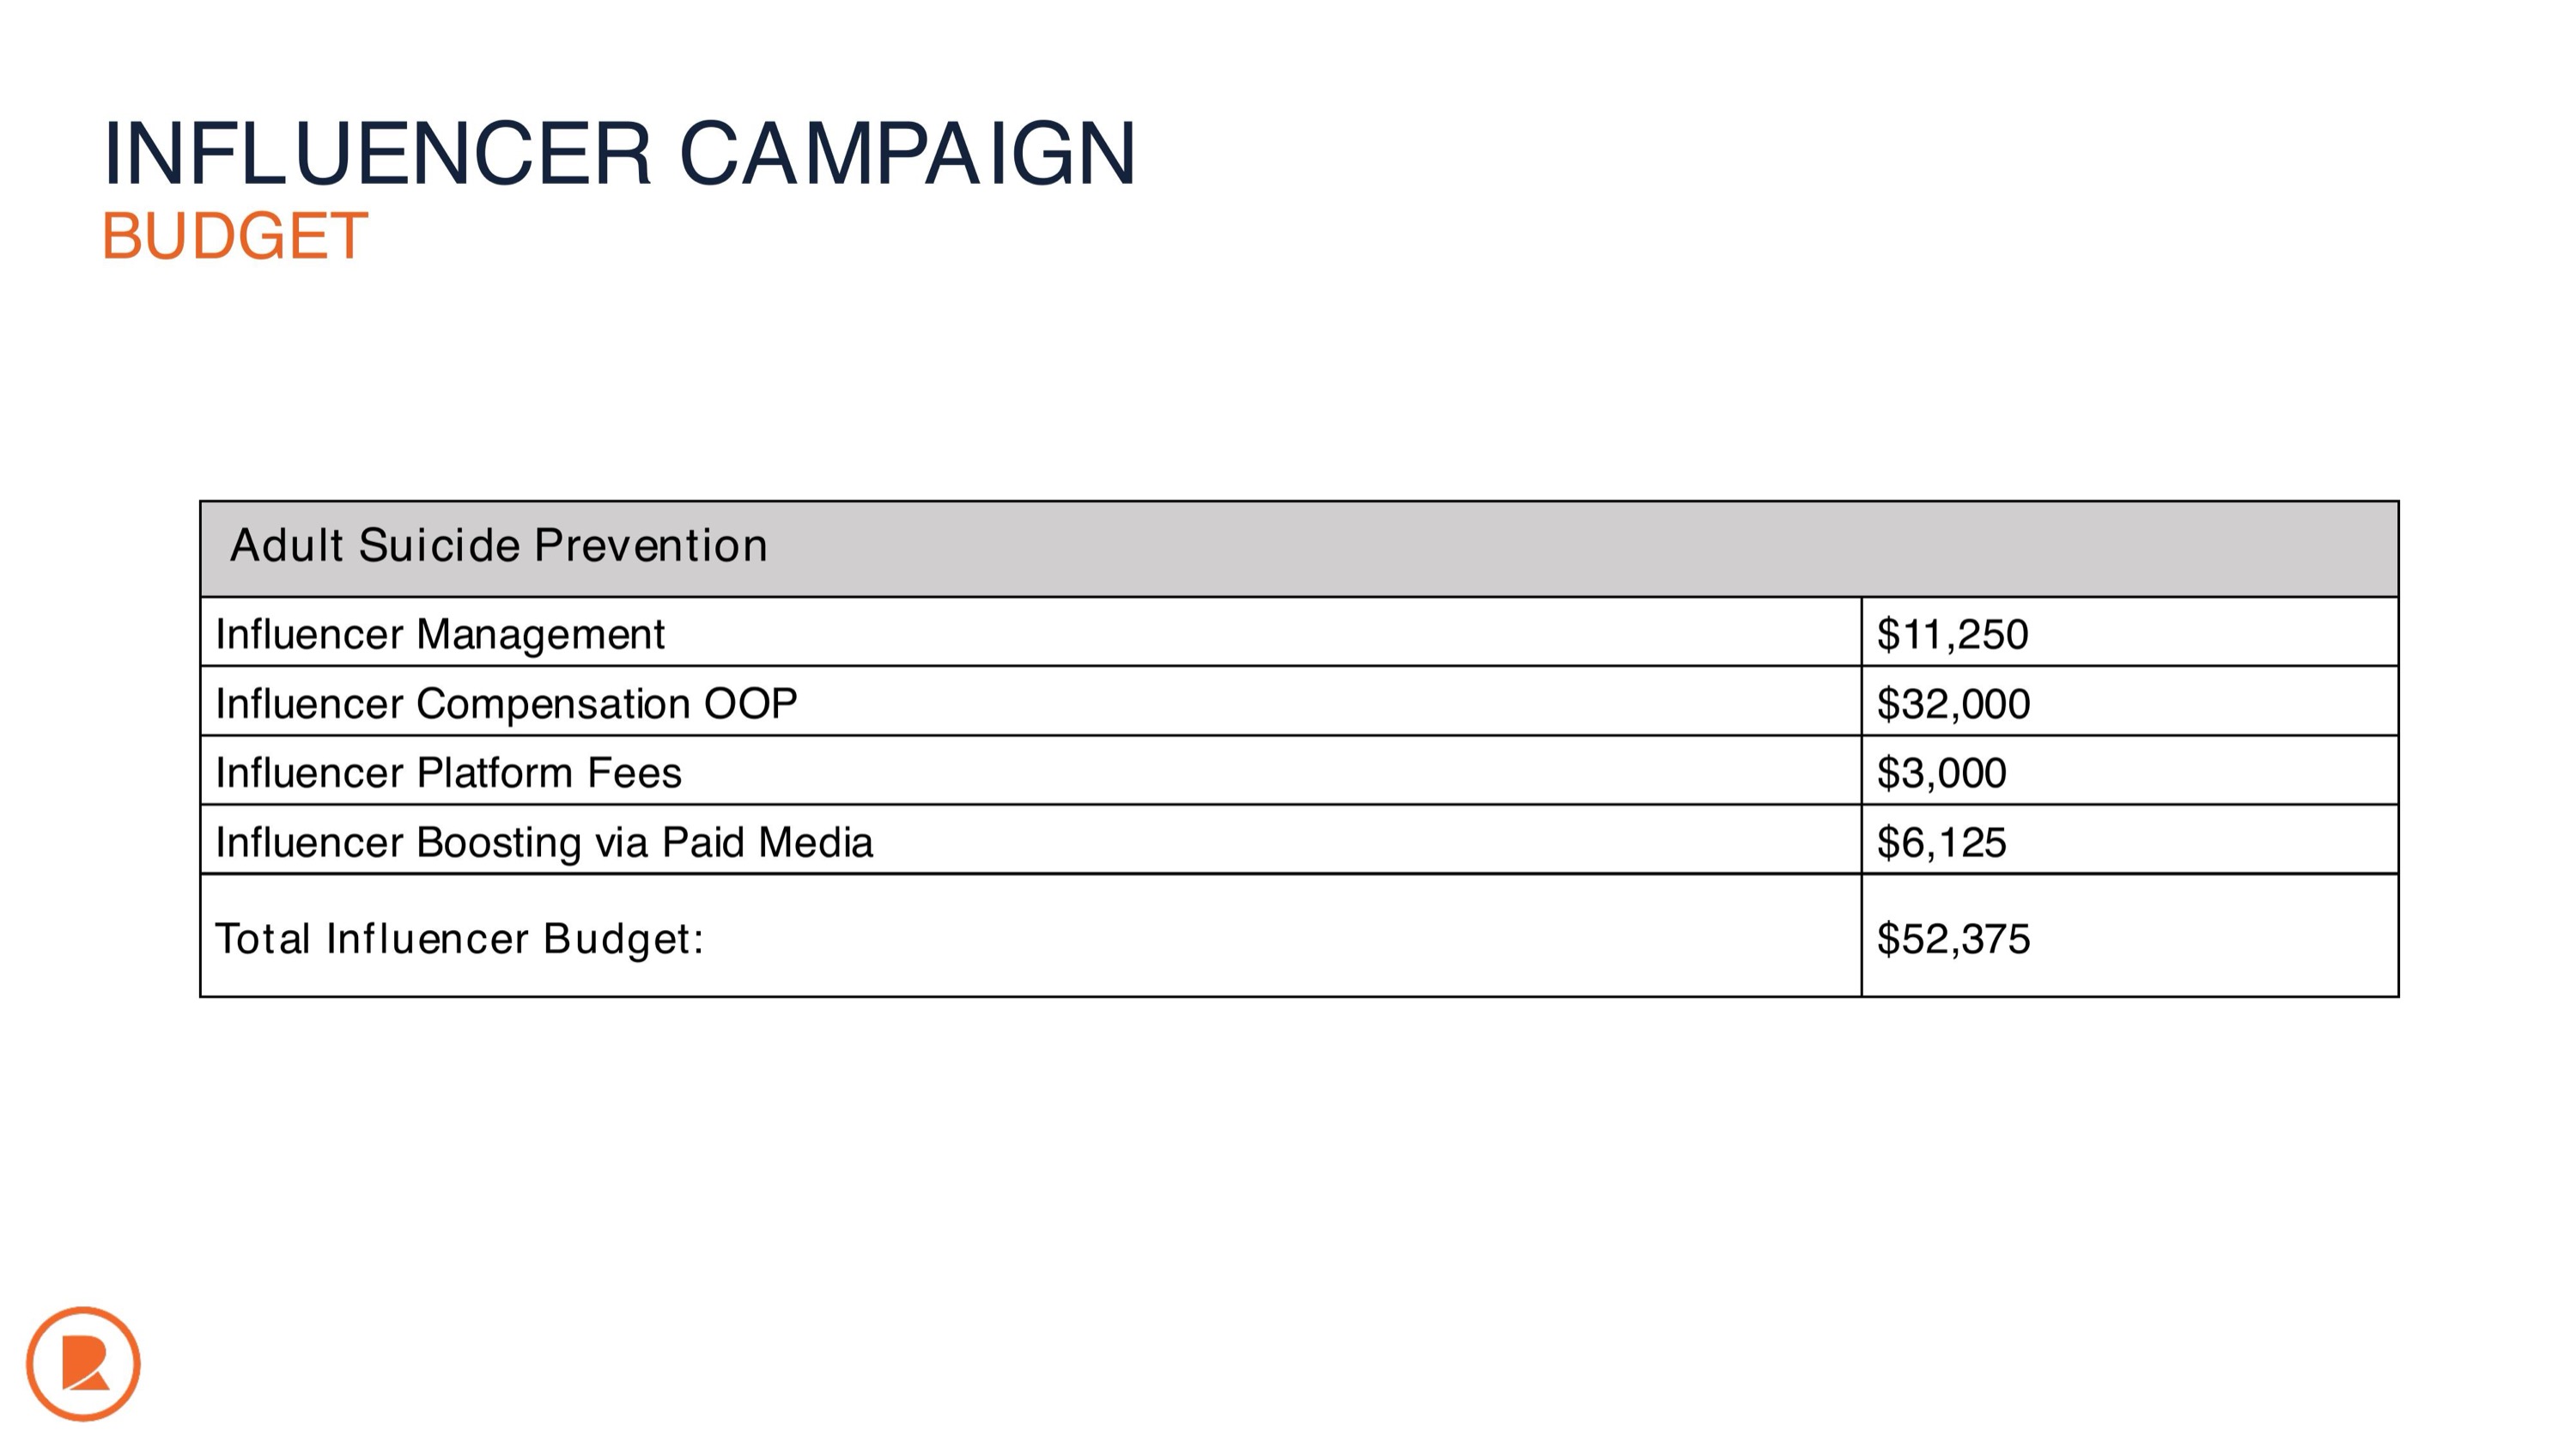 INFLUENCER CAMPAIGN
BUDGET
Adult Suicide Prevention
Influencer Management $11,250
Influencer Compensation OOP $32,000
Influencer Platform Fees $3,000
Influencer Boosting via Paid Media $6,125
Total Influencer Budget: $52,375
R